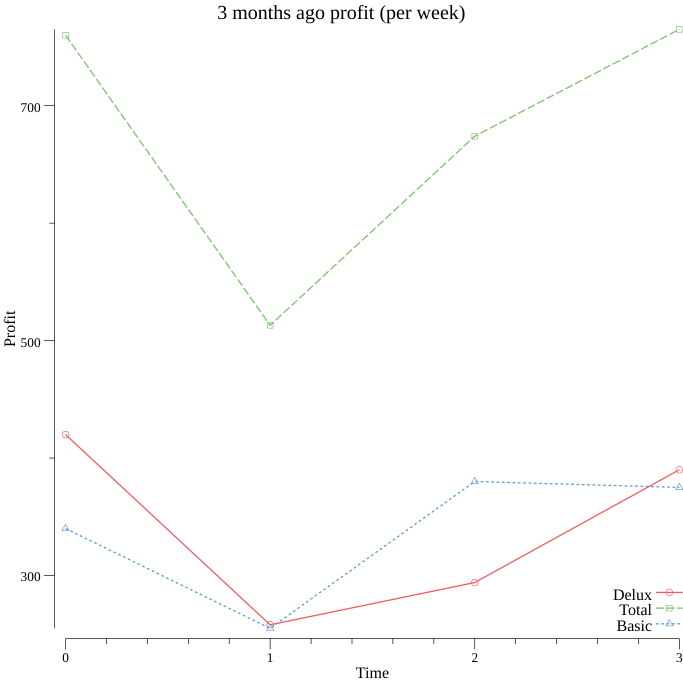 3 months ago profit (per week)
700
500
300
Profit
Delux
Total
Basic
0 1 2 3
Time